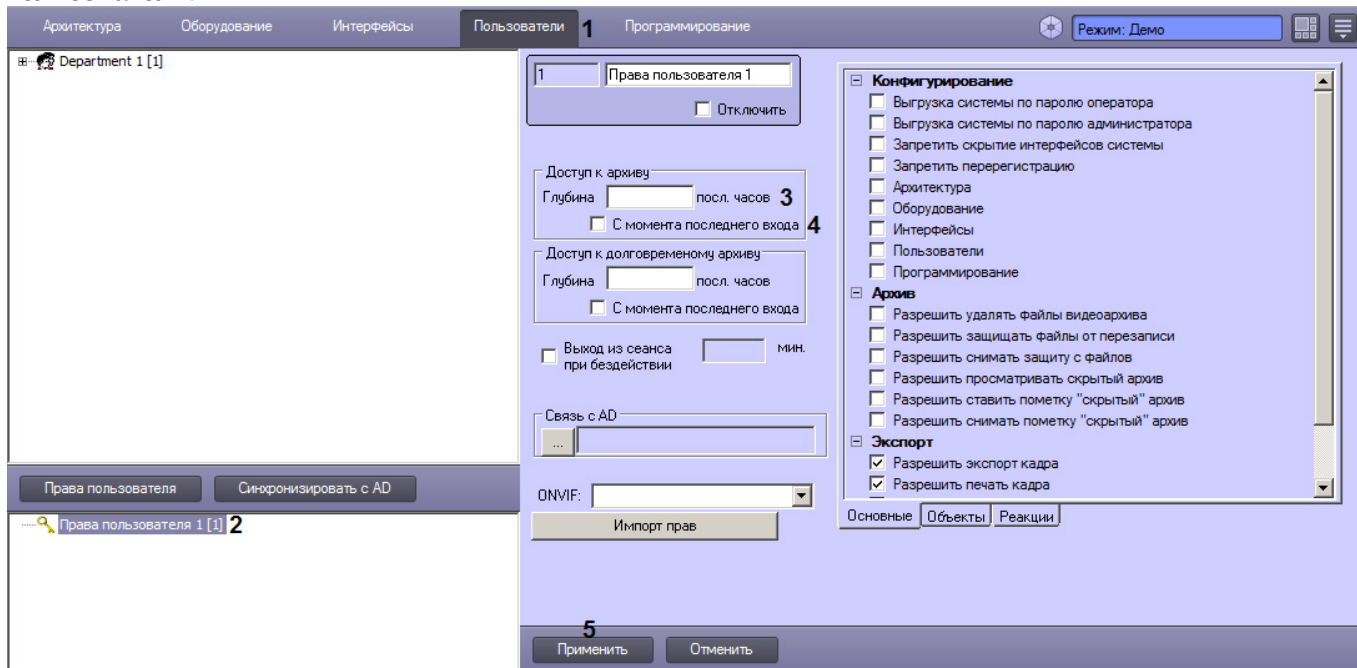 Архитектура Оборудование Интерфейсы Пользователи 1 Программирование Режим: Демо
Department 1 [1]
1 Права пользователя 1
Отключить
Доступ к архиву
Глубина посл. часов 3
С момента последнего входа 4
Доступ к долговременому архиву
Глубина посл. часов
С момента последнего входа
Выход из сеанса
при бездействии
мин.
Связь с AD
...
ONVIF:
Импорт прав
Конфигурирование
Выгрузка системы по паролю оператора
Выгрузка системы по паролю администратора
Запретить скрытие интерфейсов системы
Запретить перерегистрацию
Архитектура
Оборудование
Интерфейсы
Пользователи
Программирование
Архив
Разрешить удалять файлы видеоархива
Разрешить защищать файлы от перезаписи
Разрешить снимать защиту с файлов
Разрешить просматривать скрытый архив
Разрешить ставить пометку "скрытый" архив
Разрешить снимать пометку "скрытый" архив
Экспорт
Разрешить экспорт кадра
Разрешить печать кадра
Основные Объекты Реакции
Права пользователя Синхронизировать с AD
Права пользователя 1 [1] 2
5
Применить Отменить